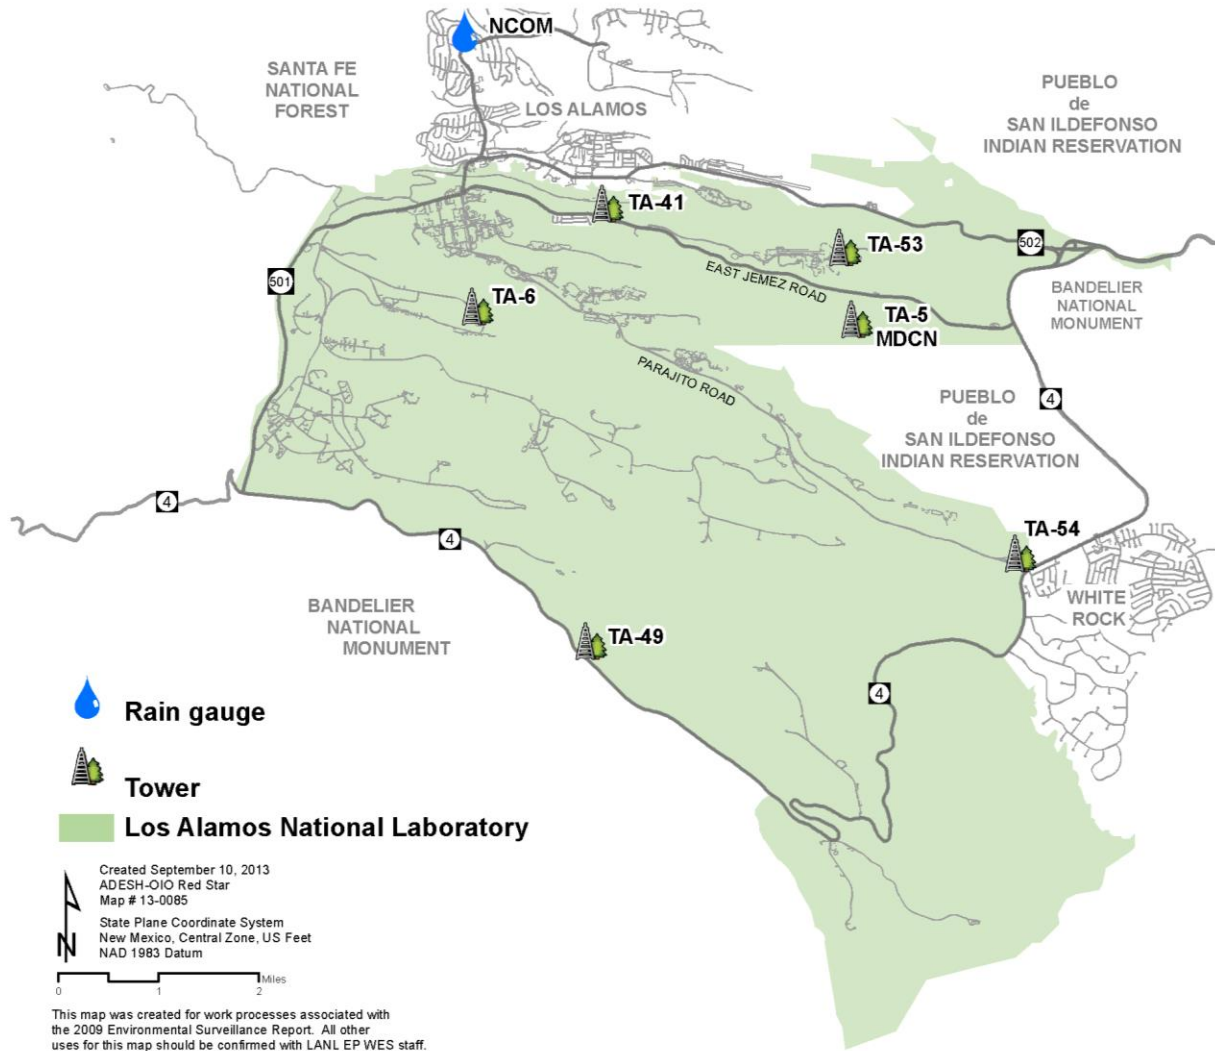 NCOM
SANTA FE
NATIONAL
FOREST
LOS ALAMOS
PUEBLO
de
SAN ILDEFONSO
INDIAN RESERVATION
TA-41
TA-53
502
EAST JEMEZ ROAD
501
TA-6
TA-5
MDCN
BANDELIER
NATIONAL
MONUMENT
PARAJITO ROAD
PUEBLO
de
SAN ILDEFONSO
INDIAN RESERVATION
4
4
4
TA-54
WHITE
ROCK
BANDELIER
NATIONAL
MONUMENT
TA-49
4
Rain gauge
Tower
Los Alamos National Laboratory
Created September 10, 2013
ADESH-OIO Red Star
Map # 13-0085
State Plane Coordinate System
New Mexico, Central Zone, US Feet
NAD 1983 Datum
N
Miles
0 1 2
This map was created for work processes associated with
the 2009 Environmental Surveillance Report. All other
uses for this map should be confirmed with LANL EP WES staff.